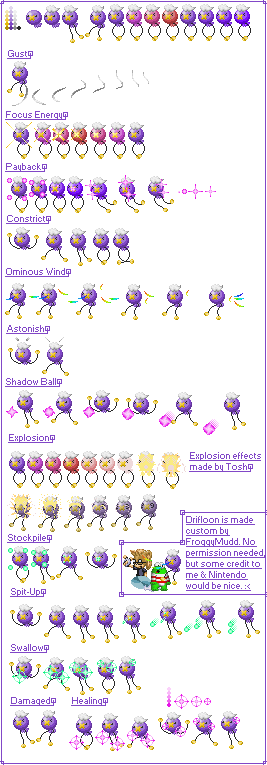 Gust
Focus Energy
Payback
Constrict
Ominous Wind
Astonish
Shadow Ball
Explosion
Explosion effects
made by Tosh
Stockpile
Drifloon is made
custom by
FroggyMudd. No
permission needed,
but some credit to
me & Nintendo
would be nice. :<
Spit-Up
Swallow
Damaged
Healing